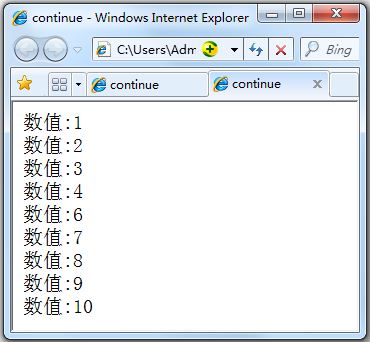 continue - Windows Internet Explorer
C:\Users\Adm
Bing
continue
continue
数值:1
数值:2
数值:3
数值:4
数值:6
数值:7
数值:8
数值:9
数值:10